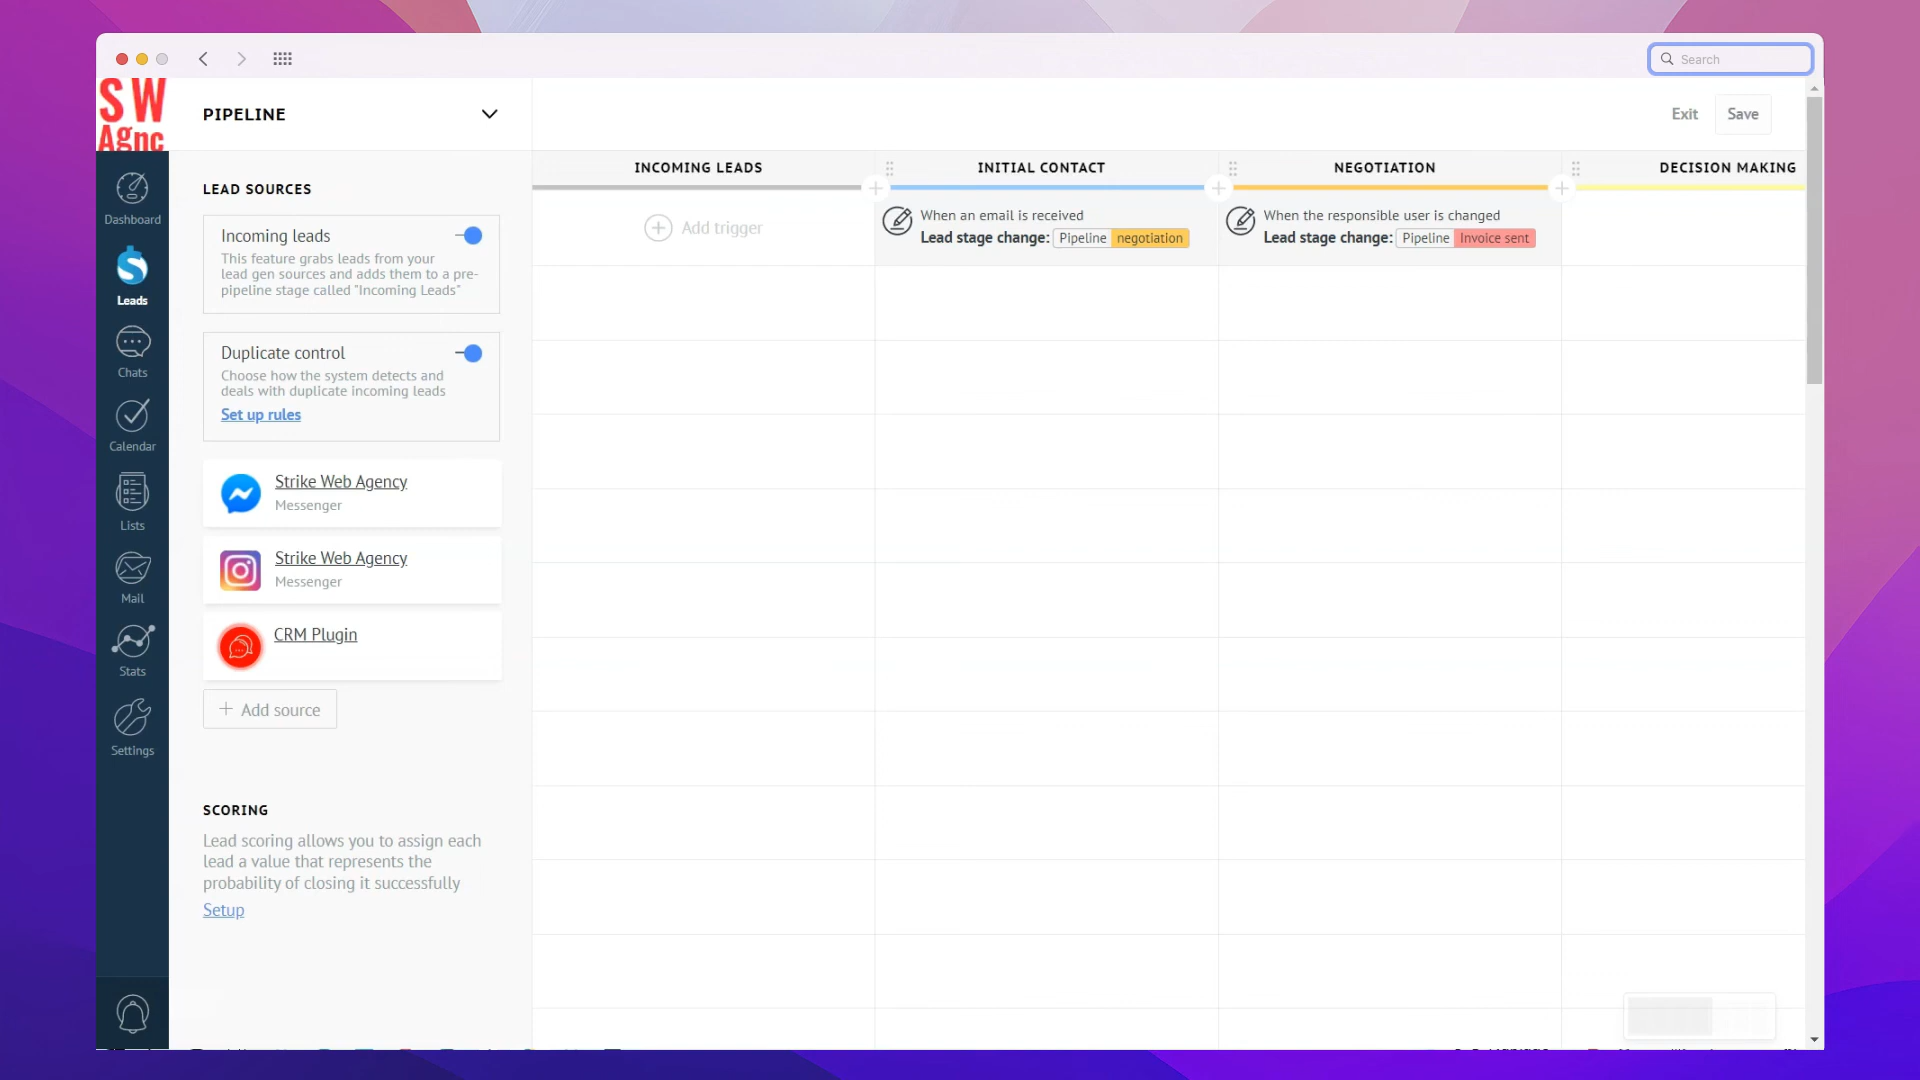 Search
SW
Agnc
PIPELINE
Exit
Save
INCOMING LEADS
INITIAL CONTACT
NEGOTIATION
DECISION MAKING
LEAD SOURCES
Incoming leads
This feature grabs leads from your
lead gen sources and adds them to a pre-
pipeline stage called "Incoming Leads"
Duplicate control
Choose how the system detects and
deals with duplicate incoming leads
Set up rules
Strike Web Agency
Messenger
Strike Web Agency
Messenger
CRM Plugin
Add source
SCORING
Lead scoring allows you to assign each
lead a value that represents the
probability of closing it successfully
Setup
Add trigger
When an email is received
Lead stage change: Pipeline negotiation
When the responsible user is changed
Lead stage change: Pipeline Invoice sent
Dashboard
Leads
Chats
Calendar
Lists
Mail
Stats
Settings